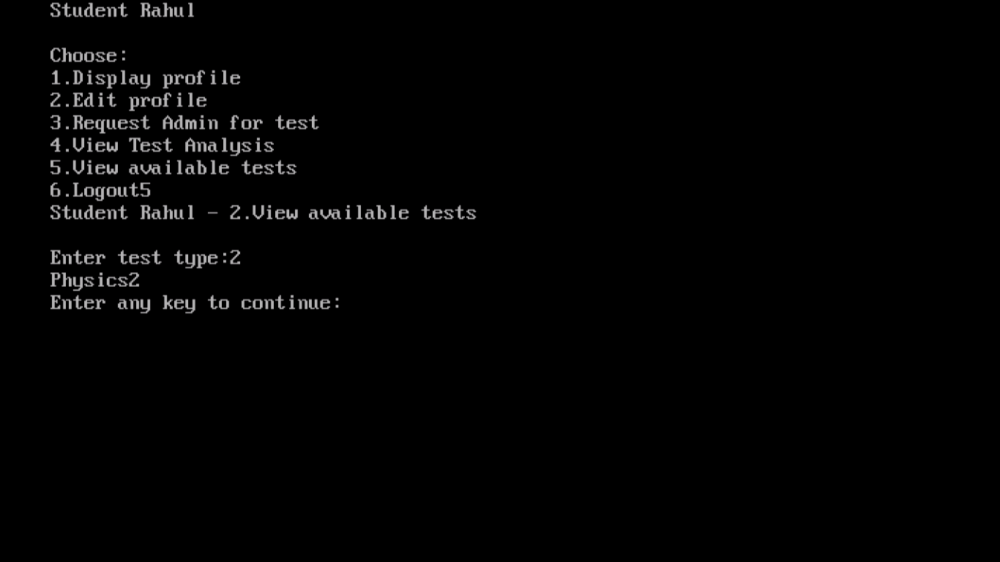 Student Rahul
Choose:
1.Display profile
2.Edit profile
3.Request Admin for test
4.View Test Analysis
5.View available tests
6.Logout5
Student Rahul - 2.View available tests
Enter test type:2
Physics2
Enter any key to continue: